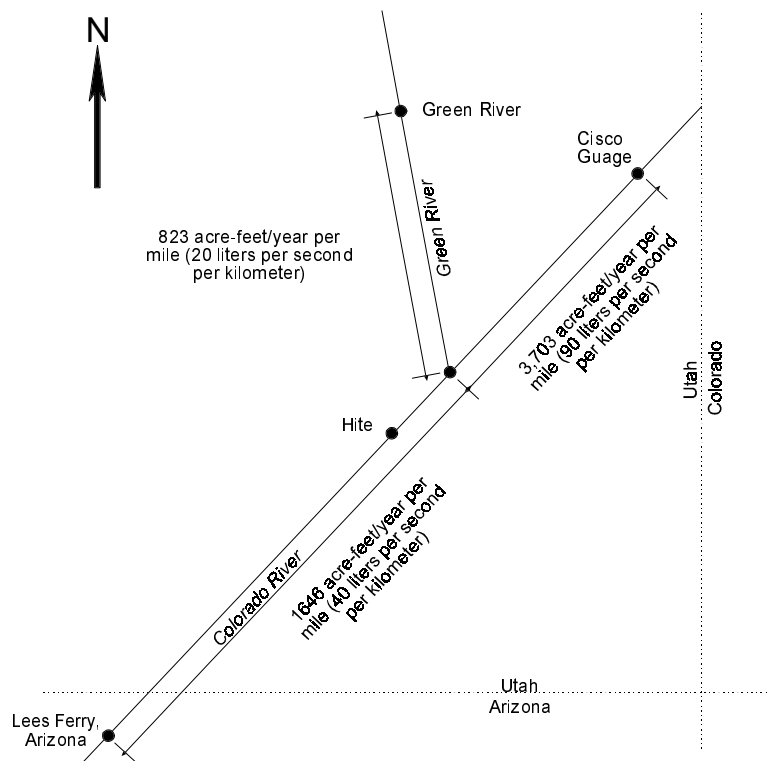 N
Green River
Cisco
Guage
Green River
823 acre-feet/year per
mile (20 liters per second
per kilometer)
3,703 acre-feet/year per
mile (90 liters per second
per kilometer)
Utah
Colorado
Hite
1646 acre-feet/year per
mile (40 liters per second
per kilometer)
Colorado River
Utah
Arizona
Lees Ferry,
Arizona